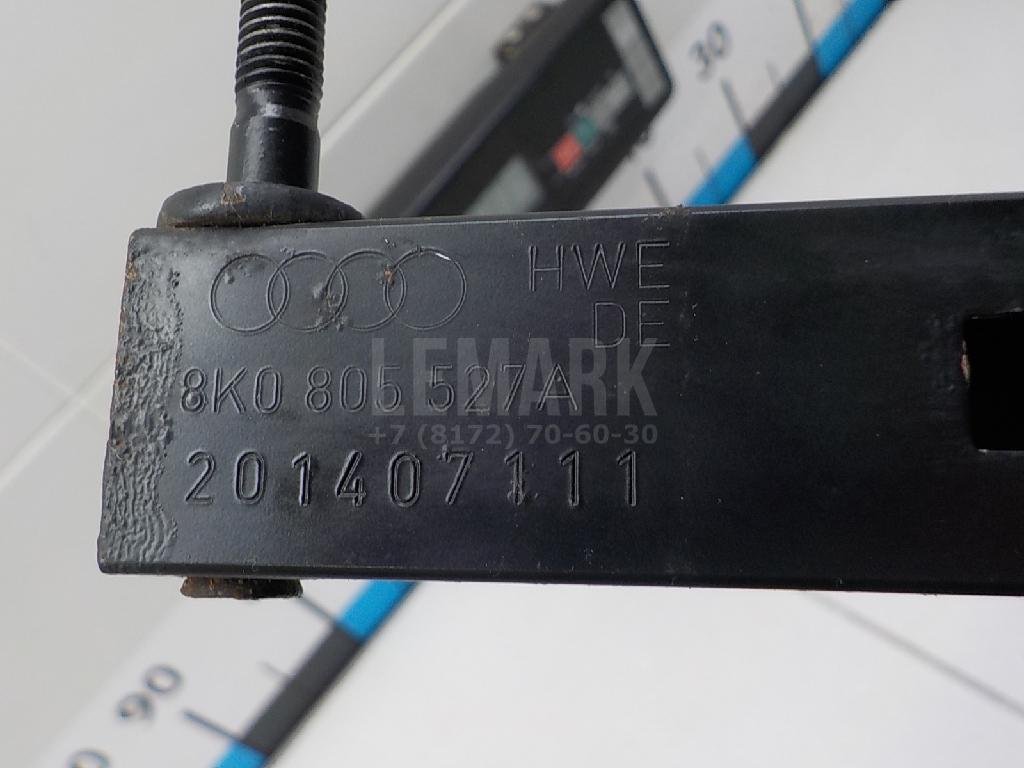 30
HWE
DE
8K0 805 527A
LEMARK
+7 (8172) 70-60-30
201407111
90